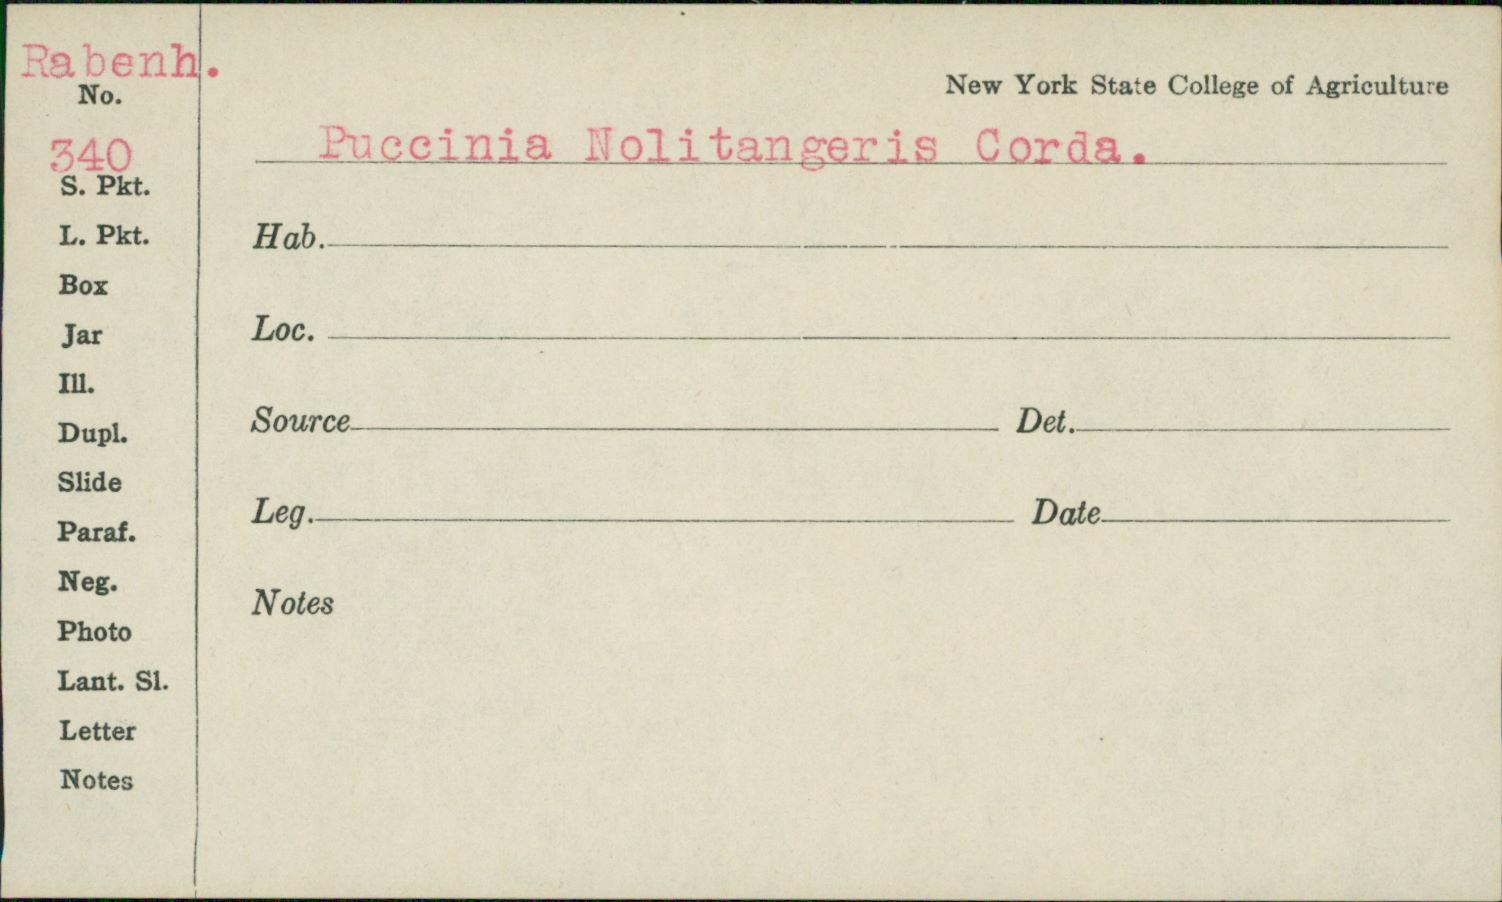 Rabenh.
No.
340
S. Pkt.
L. Pkt.
Box
Jar
Ill.
Dupl.
Slide
Paraf.
Neg.
Photo
Lant. Sl.
Letter
Notes
New York State College of Agriculture
Puccinia Nolitangeris Corda.
Hab.
Loc.
Source Det.
Leg. Date
Notes